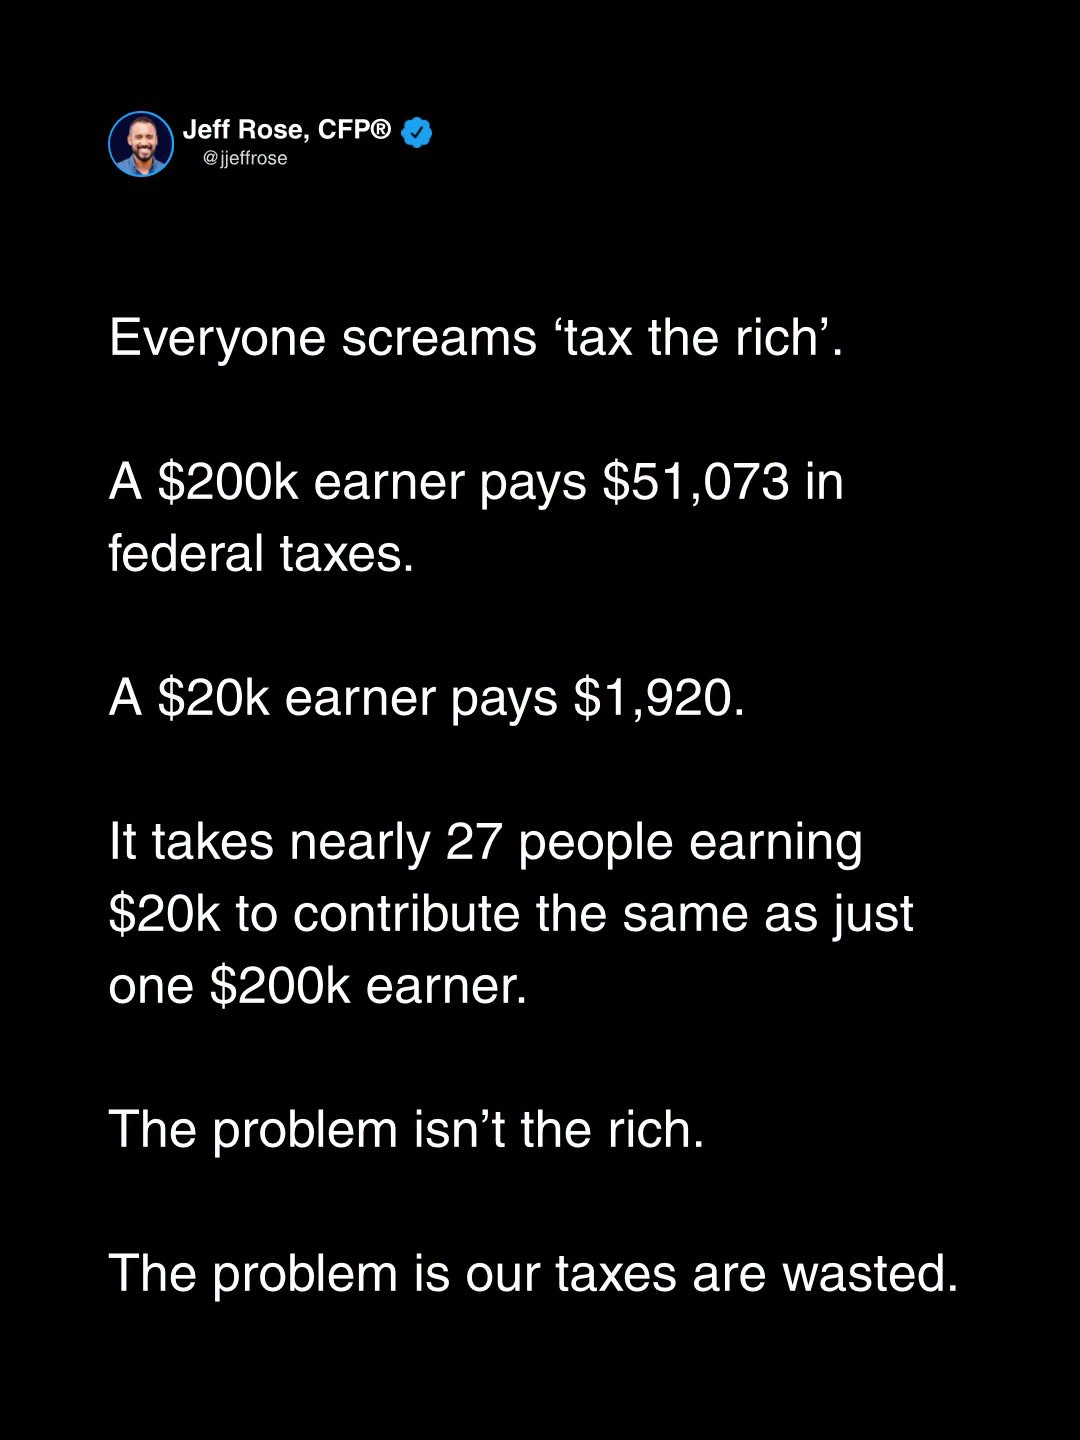 Jeff Rose, CFP®
@jjeffrose
Everyone screams ‘tax the rich’.
A $200k earner pays $51,073 in
federal taxes.
A $20k earner pays $1,920.
It takes nearly 27 people earning
$20k to contribute the same as just
one $200k earner.
The problem isn’t the rich.
The problem is our taxes are wasted.